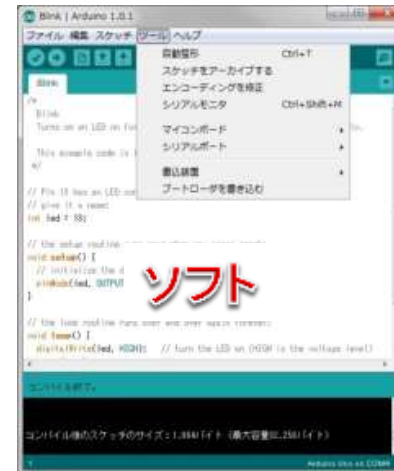 Blink | Arduino 1.0.1
ファイル 編集 スケッチ ツール ヘルプ
自動整形 Ctrl+T
スケッチをアーカイブする
エンコーディングを修正
シリアルモニタ Ctrl+Shift+M
マイコンボード
シリアルポート
書込装置
ブートローダを書き込む
Blink
/*
Blink
Turns on an LED on for
This example code is
*/
// Pin 13 has an LED con
// give it a name:
int led = 13;
// the setup routine runs
void setup() {
// initialize the d
pinMode(led, OUTPUT
}
ソフト
// the loop routine runs over and over again forever:
void loop() {
digitalWrite(led, HIGH); // turn the LED on (HIGH is the voltage level)
コンパイル終了。
コンパイル後のスケッチのサイズ:1,084バイト (最大容量32,256バイト)
1
Arduino Uno on COM